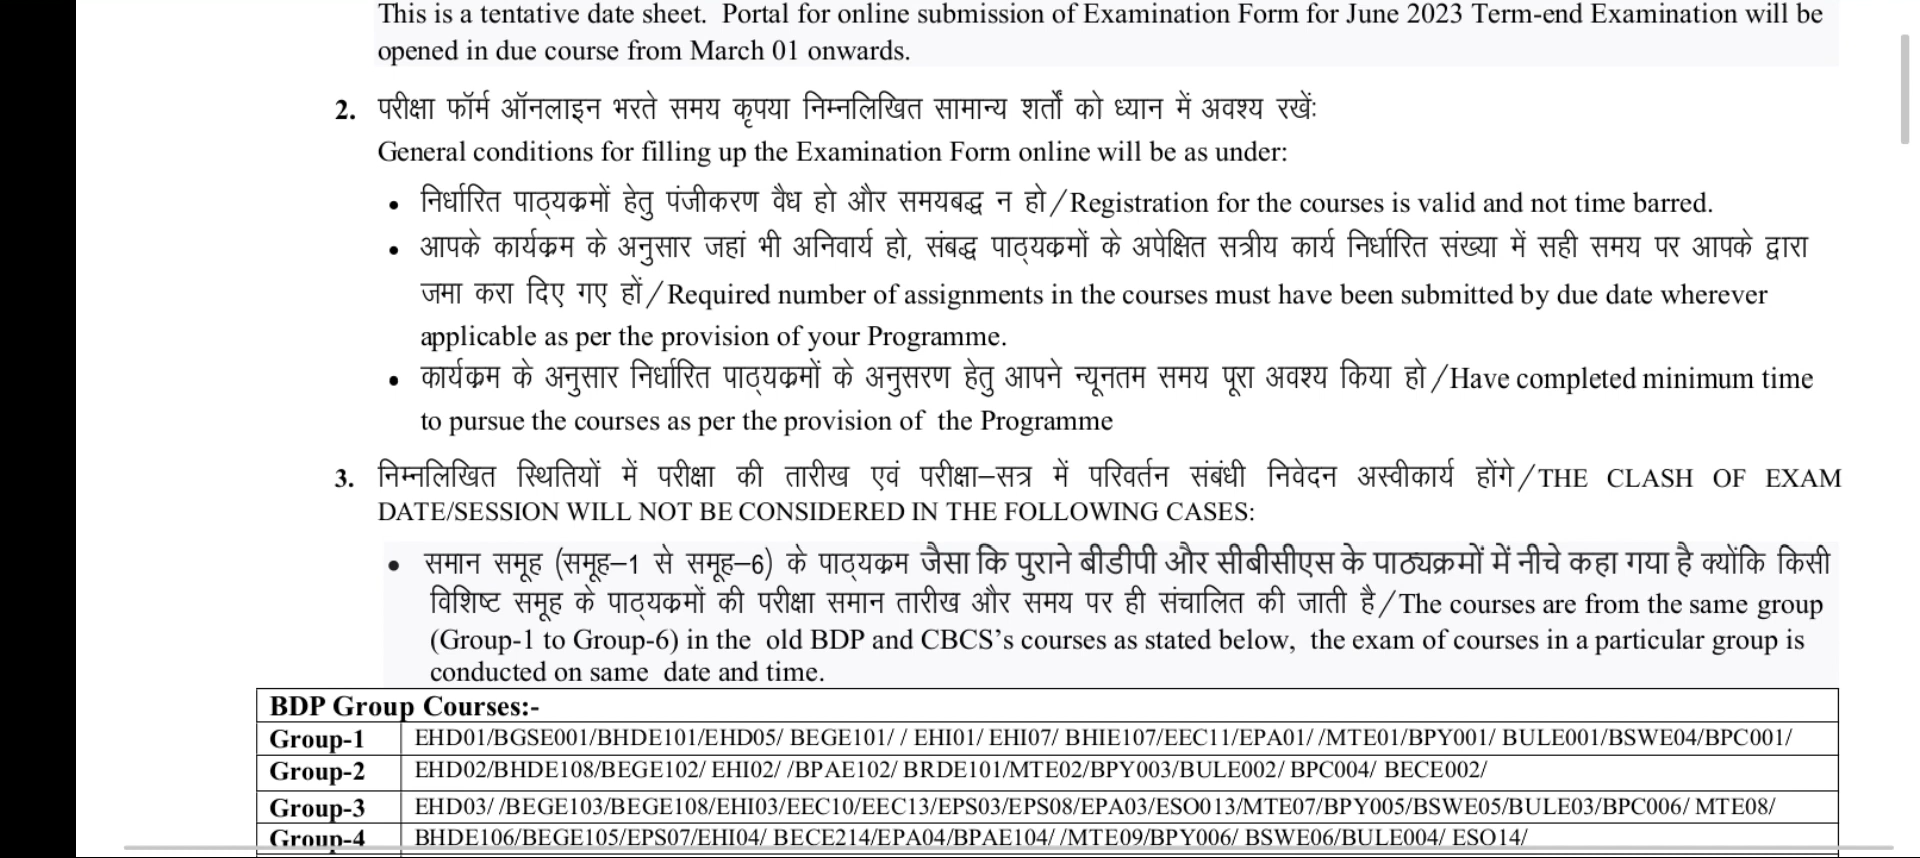 This is a tentative date sheet.  Portal for online submission of Examination Form for June 2023 Term-end Examination will be
opened in due course from March 01 onwards.
2. परीक्षा फॉर्म ऑनलाइन भरते समय कृपया निम्नलिखित सामान्य शर्तों को ध्यान में अवश्य रखें:
General conditions for filling up the Examination Form online will be as under:
• निर्धारित पाठ्यक्रमों हेतु पंजीकरण वैध हो और समयबद्ध न हो/Registration for the courses is valid and not time barred.
• आपके कार्यक्रम के अनुसार जहां भी अनिवार्य हो, संबद्ध पाठ्यक्रमों के अपेक्षित सत्रीय कार्य निर्धारित संख्या में सही समय पर आपके द्वारा
जमा करा दिए गए हों/Required number of assignments in the courses must have been submitted by due date wherever
applicable as per the provision of your Programme.
• कार्यक्रम के अनुसार निर्धारित पाठ्यक्रमों के अनुसरण हेतु आपने न्यूनतम समय पूरा अवश्य किया हो/Have completed minimum time
to pursue the courses as per the provision of  the Programme
3. निम्नलिखित स्थितियों में परीक्षा की तारीख एवं परीक्षा–सत्र में परिवर्तन संबंधी निवेदन अस्वीकार्य होंगे/THE CLASH OF EXAM
DATE/SESSION WILL NOT BE CONSIDERED IN THE FOLLOWING CASES:
• समान समूह (समूह–1 से समूह–6) के पाठ्यक्रम जैसा कि पुराने बीडीपी और सीबीसीएस के पाठ्यक्रमों में नीचे कहा गया है क्योंकि किसी
विशिष्ट समूह के पाठ्यक्रमों की परीक्षा समान तारीख और समय पर ही संचालित की जाती है/The courses are from the same group
(Group-1 to Group-6) in the  old BDP and CBCS’s courses as stated below,  the exam of courses in a particular group is
conducted on same  date and time.
BDP Group Courses:-
Group-1 EHD01/BGSE001/BHDE101/EHD05/ BEGE101/ / EHI01/ EHI07/ BHIE107/EEC11/EPA01/ /MTE01/BPY001/ BULE001/BSWE04/BPC001/
Group-2 EHD02/BHDE108/BEGE102/ EHI02/ /BPAE102/ BRDE101/MTE02/BPY003/BULE002/ BPC004/ BECE002/
Group-3 EHD03/ /BEGE103/BEGE108/EHI03/EEC10/EEC13/EPS03/EPS08/EPA03/ESO013/MTE07/BPY005/BSWE05/BULE03/BPC006/ MTE08/
Group-4 BHDE106/BEGE105/EPS07/EHI04/ BECE214/EPA04/BPAE104/ /MTE09/BPY006/ BSWE06/BULE004/ ESO14/